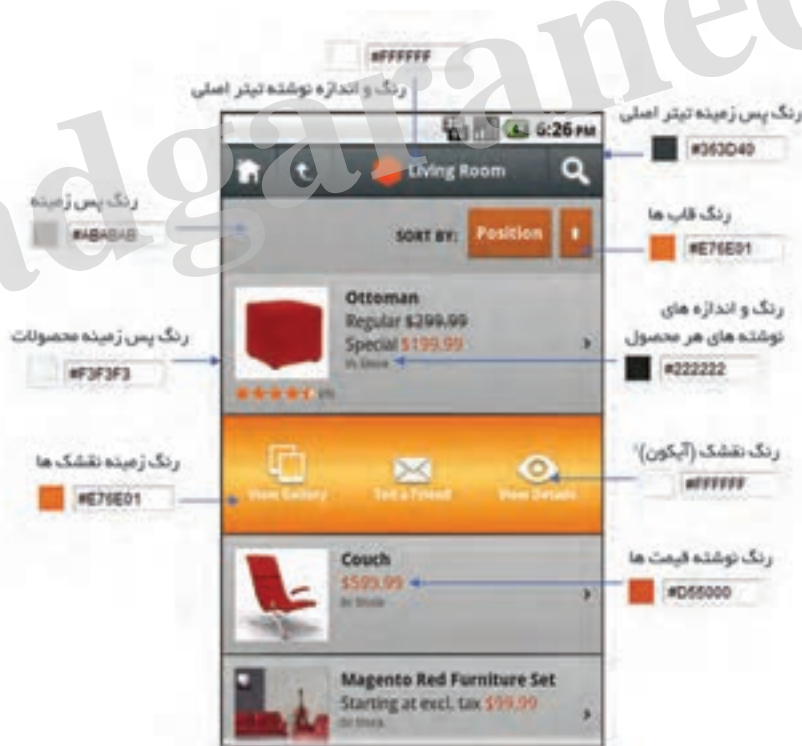 #FFFFFF
رنگ و اندازه نوشته تیتر اصلی
رنگ پس زمینه تیتر اصلی
#363D40
6:26 PM
Living Room
رنگ پس زمینه
#ABABAB
SORT BY:
Position
رنگ قاب ها
#E76E01
Ottoman
Regular $299.99
Special $199.99
In Store
رنگ و اندازه های
نوشته های هر محصول
#222222
رنگ پس زمینه محصولات
#F3F3F3
رنگ زمینه نقشک ها
#E76E01
View Gallery
Tell a Friend
View Details
رنگ نقشک (آیکون)¹
#FFFFFF
Couch
$599.99
In Stock
رنگ نوشته قیمت ها
#D55000
Magento Red Furniture Set
Starting at excl. tax $99.99
In Stock